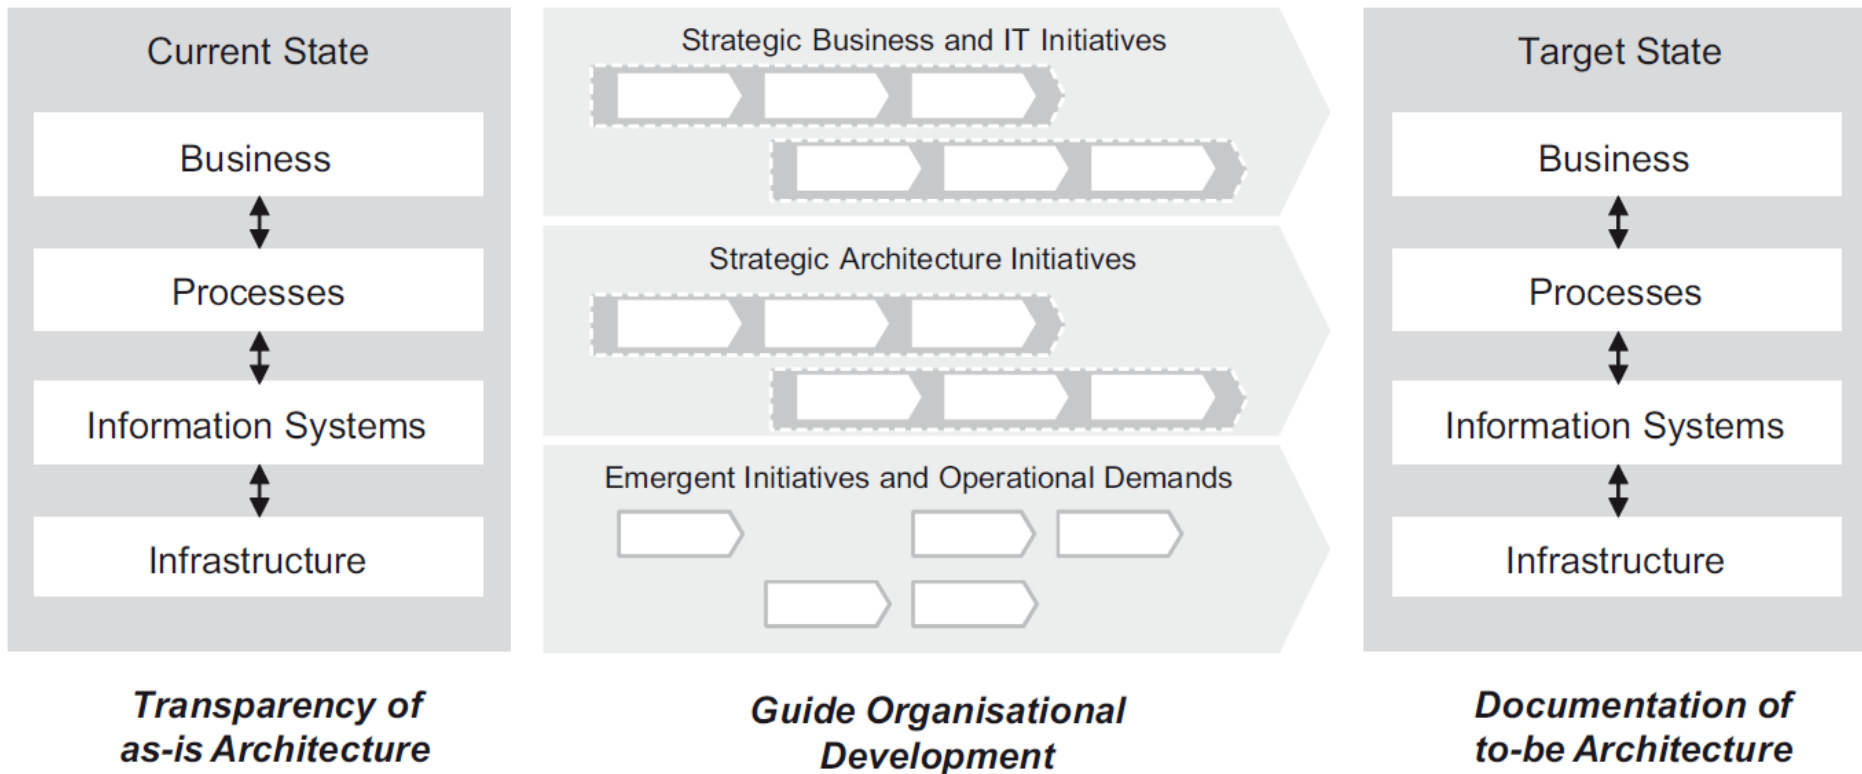 Current State
Business
Processes
Information Systems
Infrastructure
Transparency of
as-is Architecture
Strategic Business and IT Initiatives
Strategic Architecture Initiatives
Emergent Initiatives and Operational Demands
Guide Organisational
Development
Target State
Business
Processes
Information Systems
Infrastructure
Documentation of
to-be Architecture